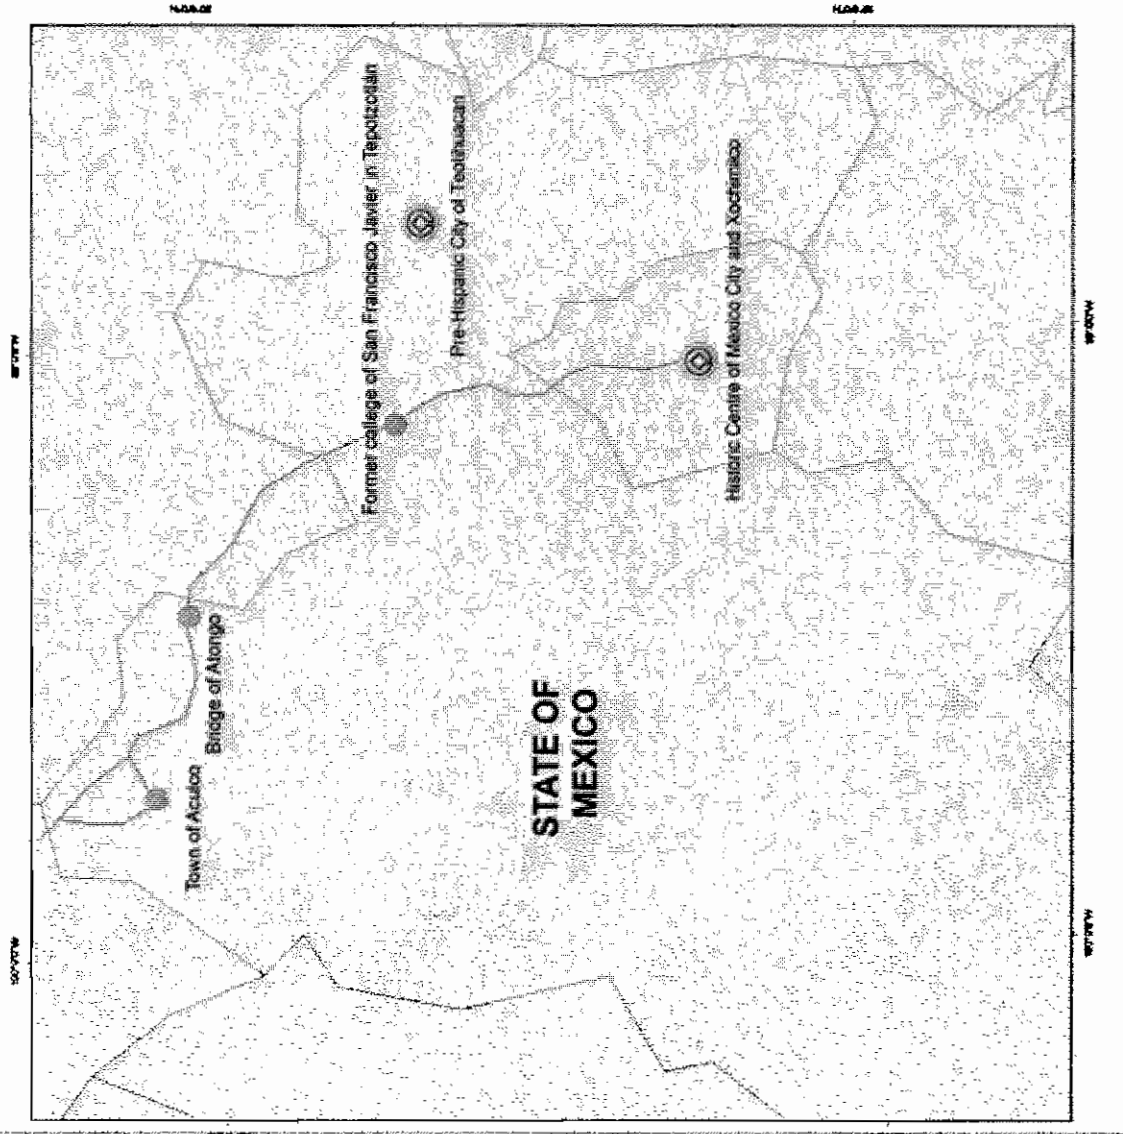 Former college of San Francisco Javier in Tepotzotlan
Pre-Hispanic City of Teotihuacan
Historic Centre of Mexico City and Xochimilco
Bridge of Atongo
Town of Aculco
STATE OF
MEXICO